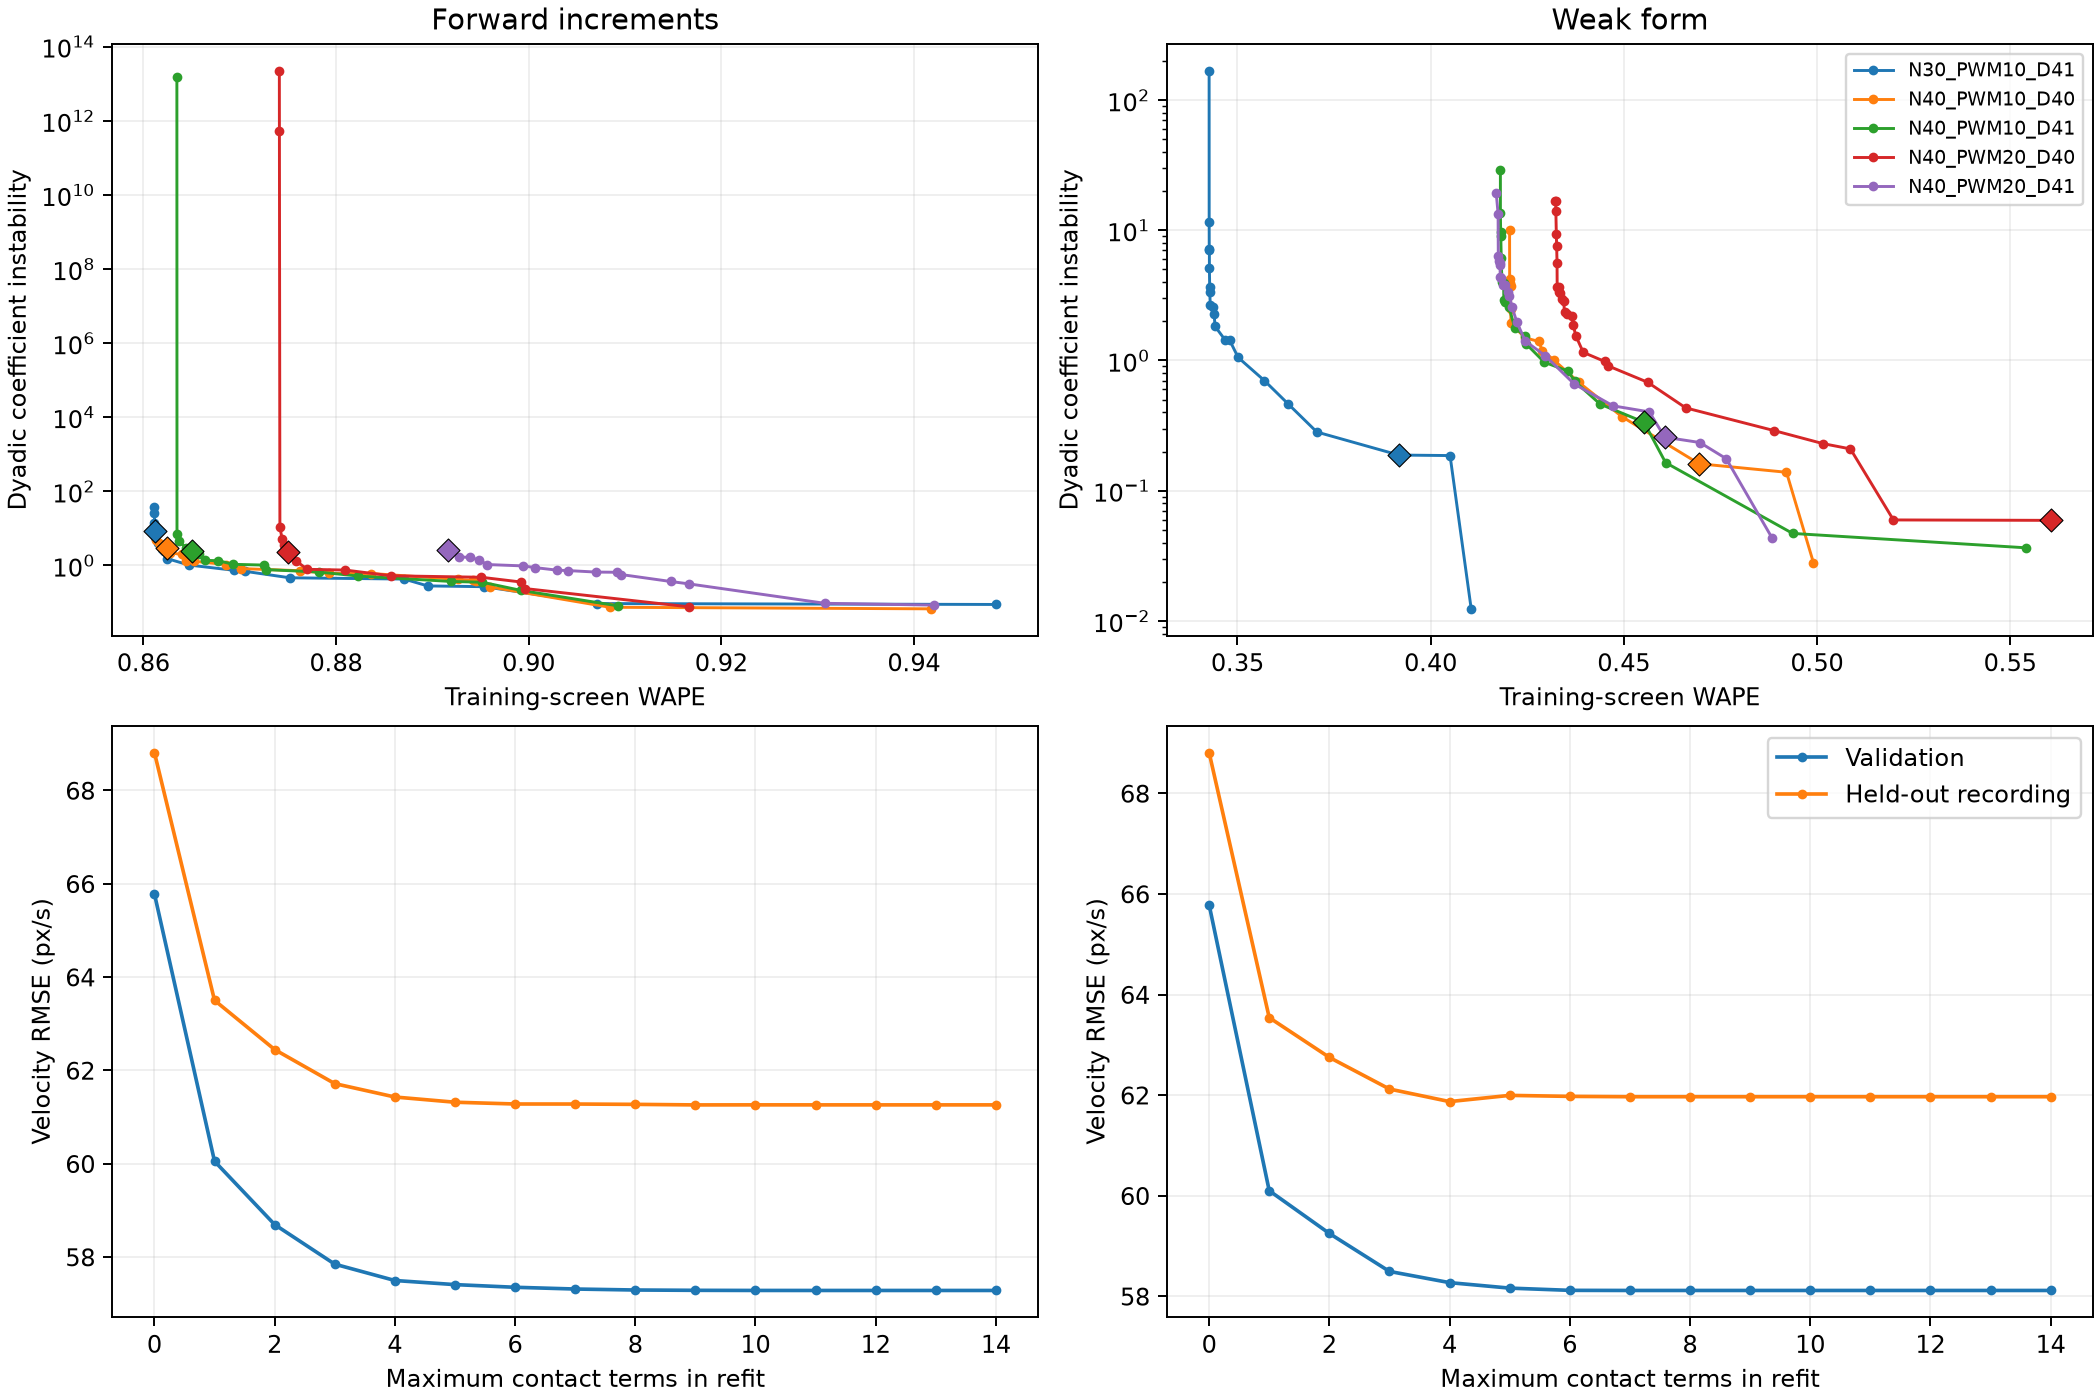 Forward increments
10^14
10^12
10^10
10^8
10^6
10^4
10^2
10^0
Dyadic coefficient instability
0.86 0.88 0.90 0.92 0.94
Training-screen WAPE
Weak form
10^2
10^1
10^0
10^−1
10^−2
Dyadic coefficient instability
N30_PWM10_D41
N40_PWM10_D40
N40_PWM10_D41
N40_PWM20_D40
N40_PWM20_D41
0.35 0.40 0.45 0.50 0.55
Training-screen WAPE
68
66
64
62
60
58
Velocity RMSE (px/s)
0 2 4 6 8 10 12 14
Maximum contact terms in refit
68
66
64
62
60
58
Velocity RMSE (px/s)
Validation
Held-out recording
0 2 4 6 8 10 12 14
Maximum contact terms in refit